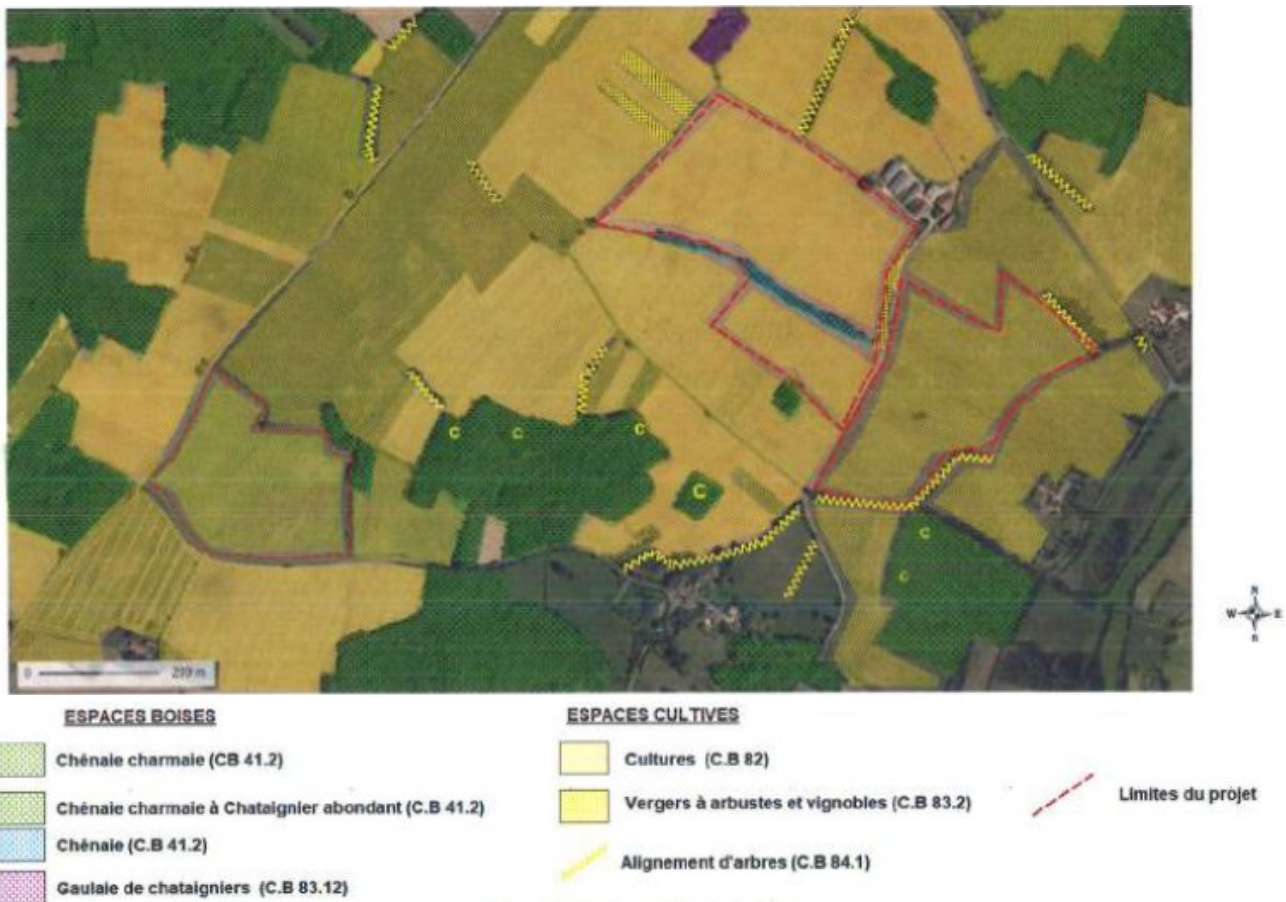 C
C
C
C
C
C
N
W
E
0 200 m
ESPACES BOISES
Chênaie charmaie (CB 41.2)
Chênaie charmaie à Chataignier abondant (C.B 41.2)
Chênaie (C.B 41.2)
Gaulaie de chataigniers (C.B 83.12)
ESPACES CULTIVES
Cultures (C.B 82)
Vergers à arbustes et vignobles (C.B 83.2)
Alignement d'arbres (C.B 84.1)
Limites du projet